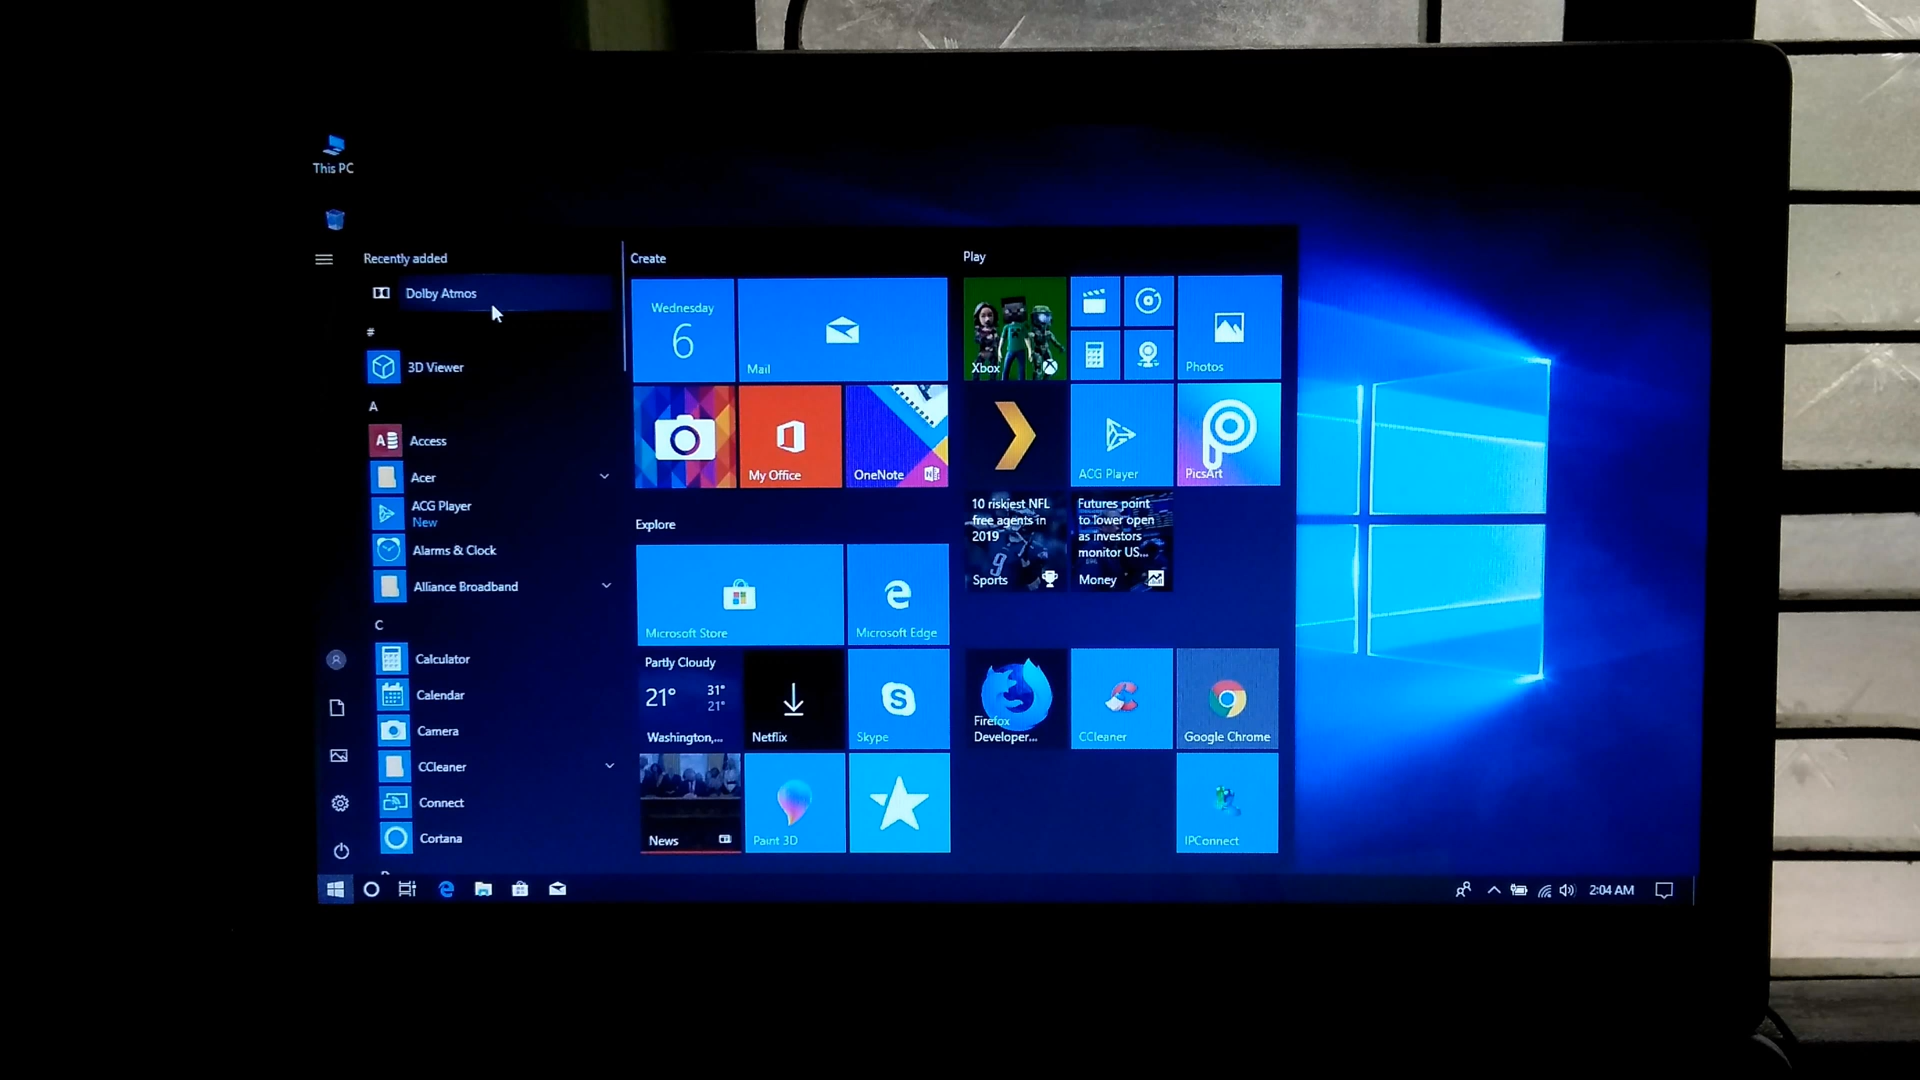 This PC
Recently added
Dolby Atmos
#
3D Viewer
A
Access
Acer
ACG Player
New
Alarms & Clock
Alliance Broadband
C
Calculator
Calendar
Camera
CCleaner
Connect
Cortana
Create
Wednesday
6
Mail
My Office
OneNote
Explore
Microsoft Store
Microsoft Edge
Partly Cloudy
21°
31°
21°
Washington,...
Netflix
Skype
News
Paint 3D
Play
Xbox
Photos
ACG Player
PicsArt
10 riskiest NFL
free agents in
2019
Sports
Futures point
to lower open
as investors
monitor US...
Money
Firefox
Developer...
CCleaner
Google Chrome
IPConnect
2:04 AM